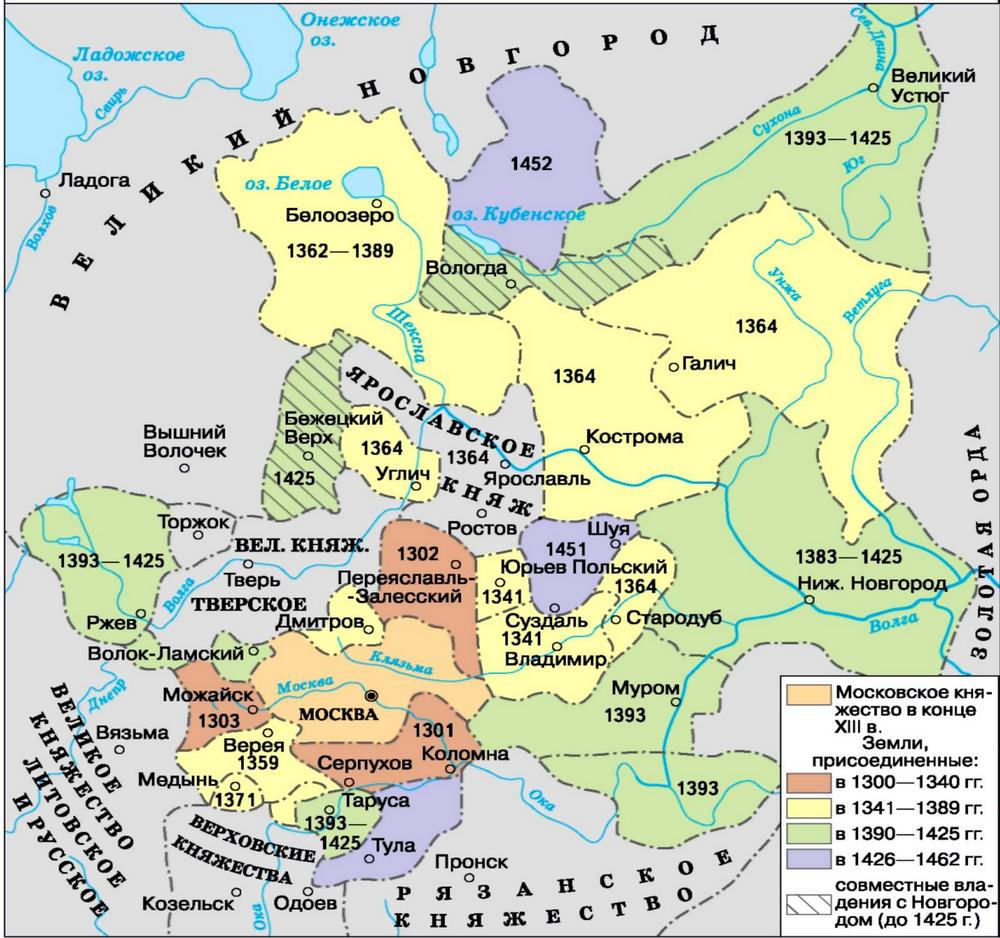 Онежское
оз.
Ладожское
оз.
Свирь
ВЕЛИКИЙ НОВГОРОД
Сев. Двина
Великий
Устюг
Сухона
1393—1425
Юг
1452
Ладога
Волхов
оз. Белое
Белоозеро
1362—1389
оз. Кубенское
Вологда
Шексна
Унжа
Ветлуга
1364
1364
Галич
ЯРОСЛАВСКОЕ
КНЯЖ
1364
Ярославль
Кострома
Бежецкий
Верх
1425
1364
Углич
Вышний
Волочек
Ростов
Торжок
ВЕЛ. КНЯЖ.
Тверь
ТВЕРСКОЕ
Волга
1393—1425
Ржев
1302
Переяславль-
Залесский
Шуя
1451
Юрьев Польский
1341
1364
Суздаль
1341
Владимир
Стародуб
1383—1425
Ниж. Новгород
Волга
ЗОЛОТАЯ ОРДА
Дмитров
Волок-Ламский
Клязьма
Москва
МОСКВА
Можайск
1303
Днепр
Вязьма
Верея
1359
Серпухов
1301
Коломна
Муром
1393
1393
Медынь
1371
Таруса
1393—
1425
Тула
Ока
ВЕРХОВСКИЕ
КНЯЖЕСТВА
Козельск
Одоев
Ока
Пронск
РЯЗАНСКОЕ
КНЯЖЕСТВО
ВЕЛИКОЕ
КНЯЖЕСТВО
ЛИТОВСКОЕ
И РУССКОЕ
Московское кня-
жество в конце
XIII в.
Земли,
присоединенные:
в 1300—1340 гг.
в 1341—1389 гг.
в 1390—1425 гг.
в 1426—1462 гг.
совместные вла-
дения с Новгоро-
дом (до 1425 г.)